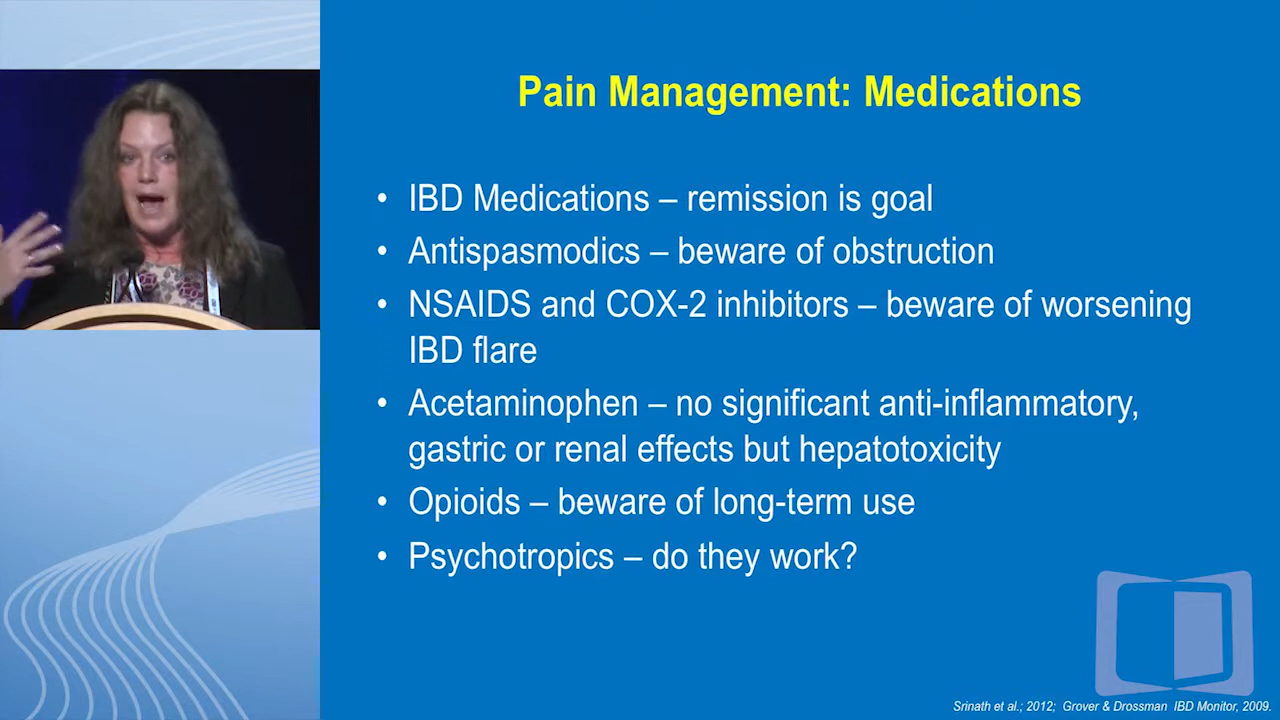 Pain Management: Medications
• IBD Medications – remission is goal
• Antispasmodics – beware of obstruction
• NSAIDS and COX-2 inhibitors – beware of worsening
IBD flare
• Acetaminophen – no significant anti-inflammatory,
gastric or renal effects but hepatotoxicity
• Opioids – beware of long-term use
• Psychotropics – do they work?
Srinath et al.; 2012; Grover & Drossman IBD Monitor, 2009.